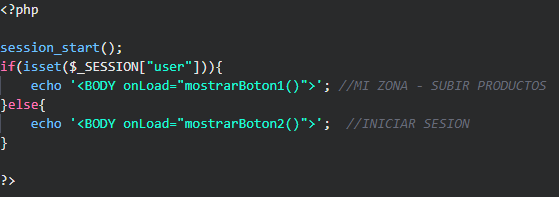 <?php
session_start();
if(isset($_SESSION["user"])){
echo '<BODY onLoad="mostrarBoton1()">'; //MI ZONA - SUBIR PRODUCTOS
}else{
echo '<BODY onLoad="mostrarBoton2()">';  //INICIAR SESION
}
?>